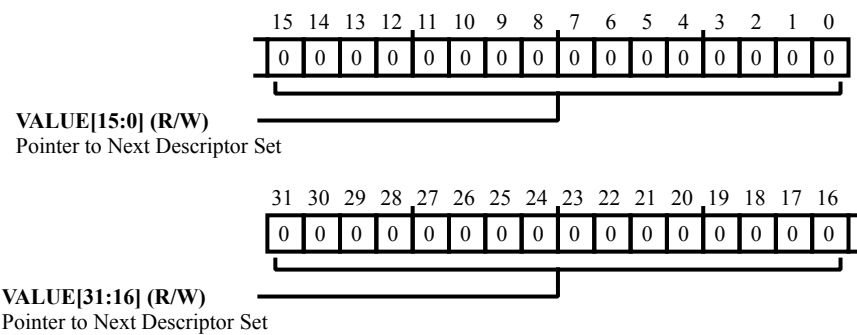 15 14 13 12 11 10 9 8 7 6 5 4 3 2 1 0
0 0 0 0 0 0 0 0 0 0 0 0 0 0 0 0
VALUE[15:0] (R/W)
Pointer to Next Descriptor Set
31 30 29 28 27 26 25 24 23 22 21 20 19 18 17 16
0 0 0 0 0 0 0 0 0 0 0 0 0 0 0 0
VALUE[31:16] (R/W)
Pointer to Next Descriptor Set